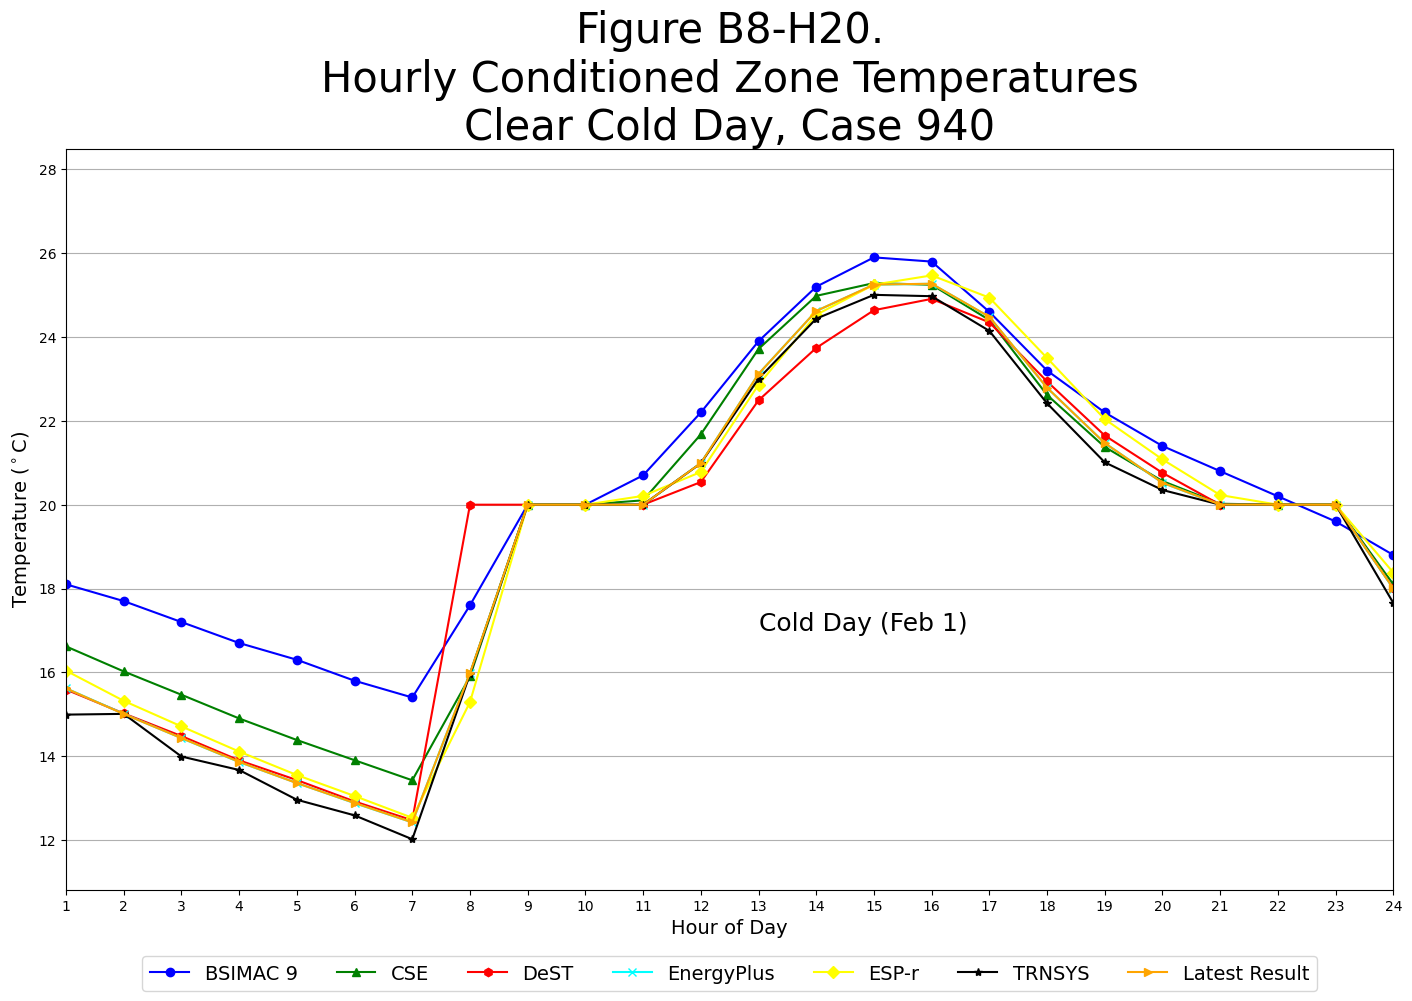 Figure B8-H20.
Hourly Conditioned Zone Temperatures
Clear Cold Day, Case 940
28
26
24
22
20
18
16
14
12
Temperature (°C)
Cold Day (Feb 1)
1 2 3 4 5 6 7 8 9 10 11 12 13 14 15 16 17 18 19 20 21 22 23 24
Hour of Day
BSIMAC 9 CSE DeST EnergyPlus ESP-r TRNSYS Latest Result